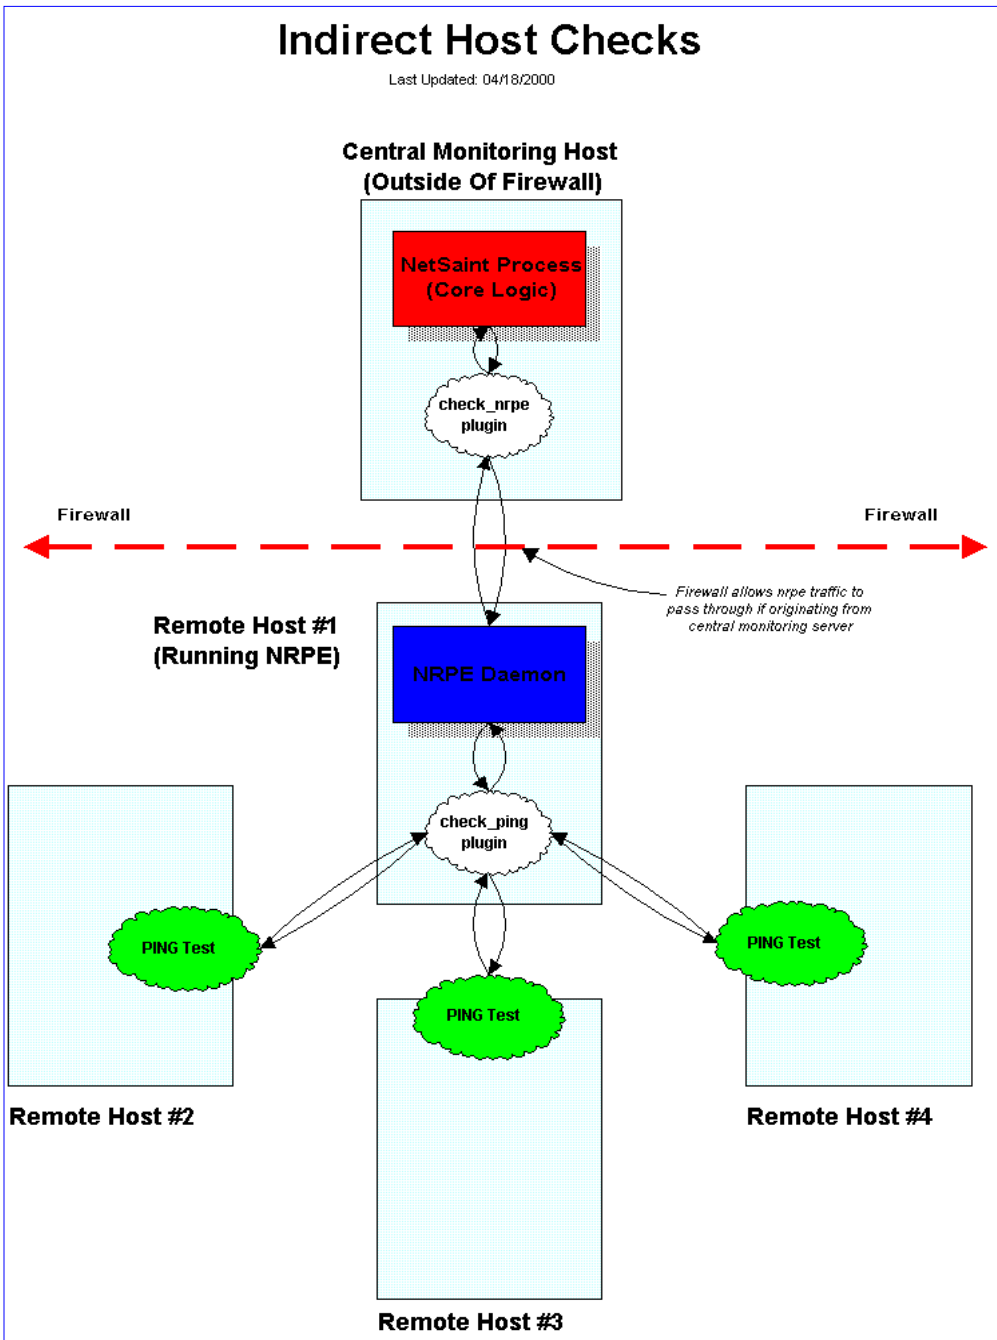 Indirect Host Checks
Last Updated: 04/18/2000
Central Monitoring Host
(Outside Of Firewall)
NetSaint Process
(Core Logic)
check_nrpe
plugin
Firewall
Firewall
Firewall allows nrpe traffic to
pass through if originating from
central monitoring server
Remote Host #1
(Running NRPE)
NRPE Daemon
check_ping
plugin
PING Test
PING Test
PING Test
Remote Host #2
Remote Host #4
Remote Host #3